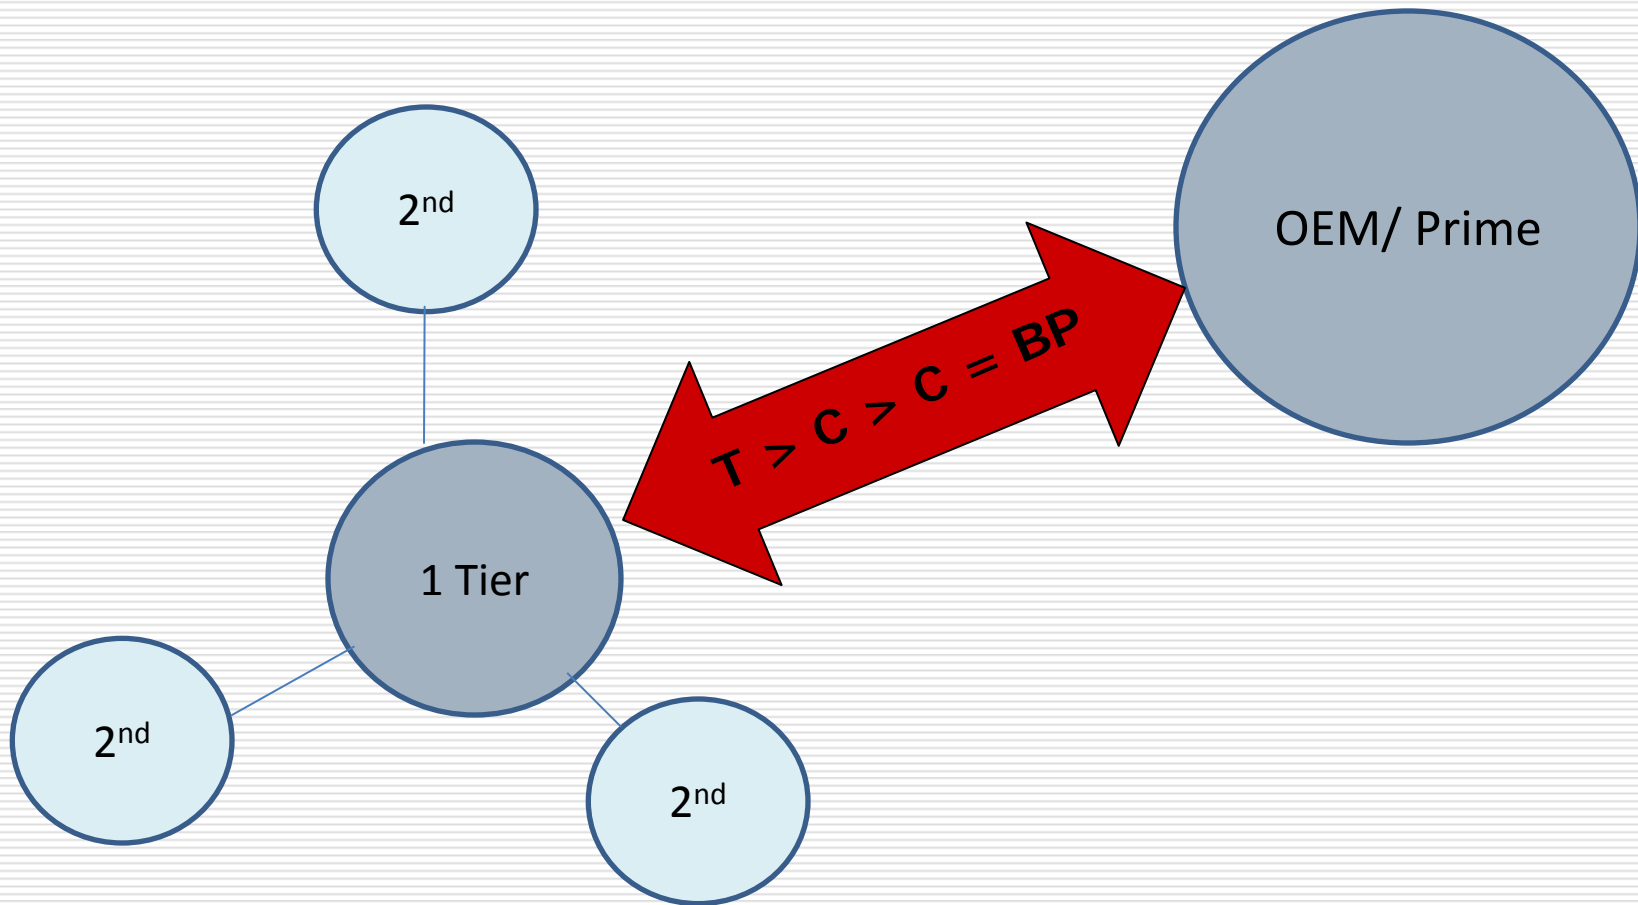 2nd
OEM/ Prime
T > C > C = BP
1 Tier
2nd
2nd